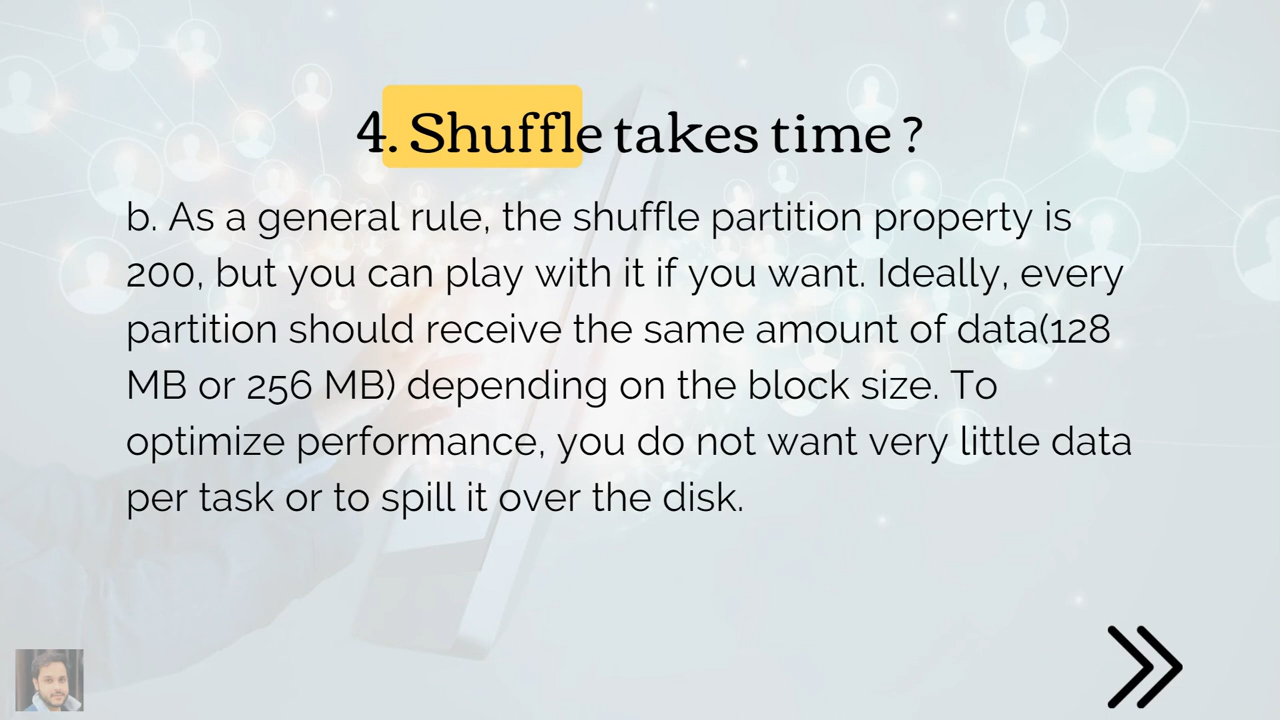 4. Shuffle takes time ?
b. As a general rule, the shuffle partition property is
200, but you can play with it if you want. Ideally, every
partition should receive the same amount of data(128
MB or 256 MB) depending on the block size. To
optimize performance, you do not want very little data
per task or to spill it over the disk.